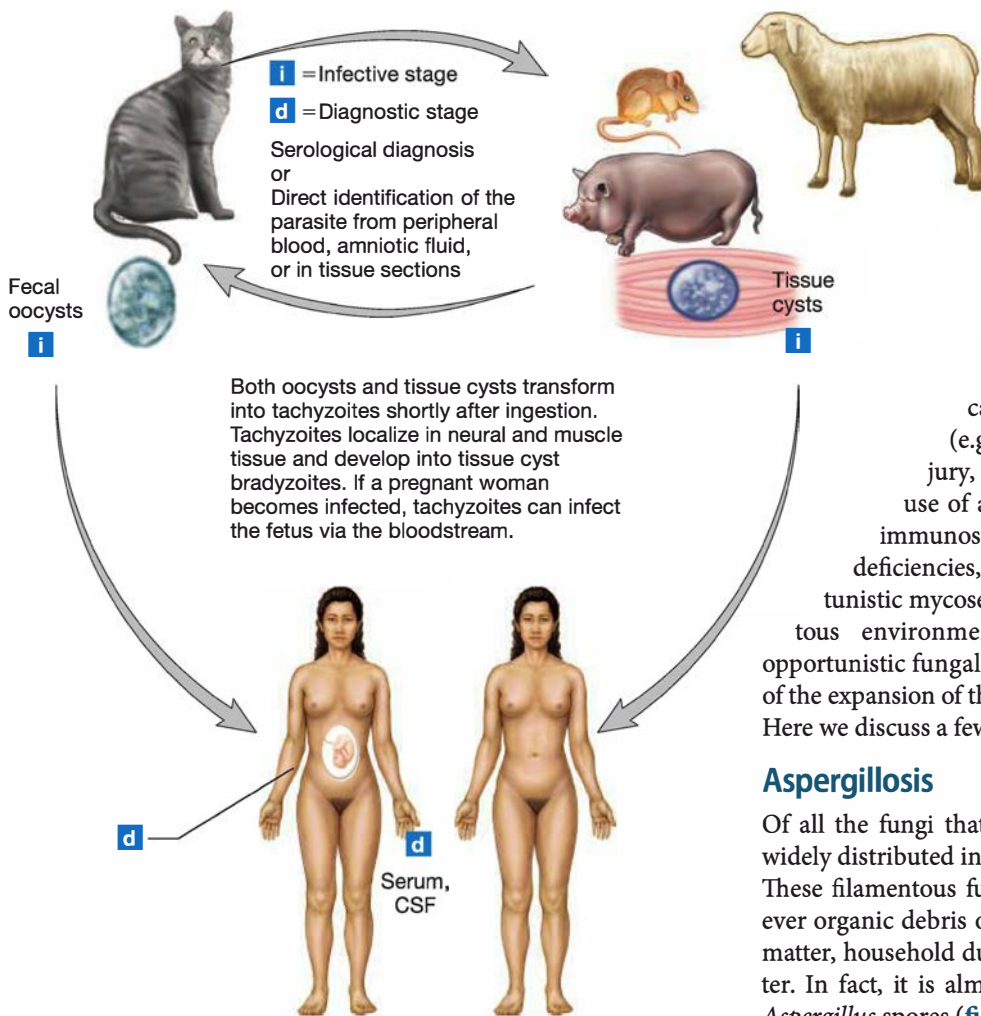 i =Infective stage
d =Diagnostic stage
Serological diagnosis
or
Direct identification of the
parasite from peripheral
blood, amniotic fluid,
or in tissue sections
Fecal
oocysts
i
Tissue
cysts
i
Both oocysts and tissue cysts transform
into tachyzoites shortly after ingestion.
Tachyzoites localize in neural and muscle
tissue and develop into tissue cyst
bradyzoites. If a pregnant woman
becomes infected, tachyzoites can infect
the fetus via the bloodstream.
d
d
Serum,
CSF
(e.g
jury,
use of a
immunos
deficiencies,
tunistic mycose
tous environme
opportunistic fungal
of the expansion of th
Here we discuss a few
Aspergillosis
Of all the fungi that
widely distributed in
These filamentous fu
ever organic debris o
matter, household du
ter. In fact, it is alm
Aspergillus spores (fi